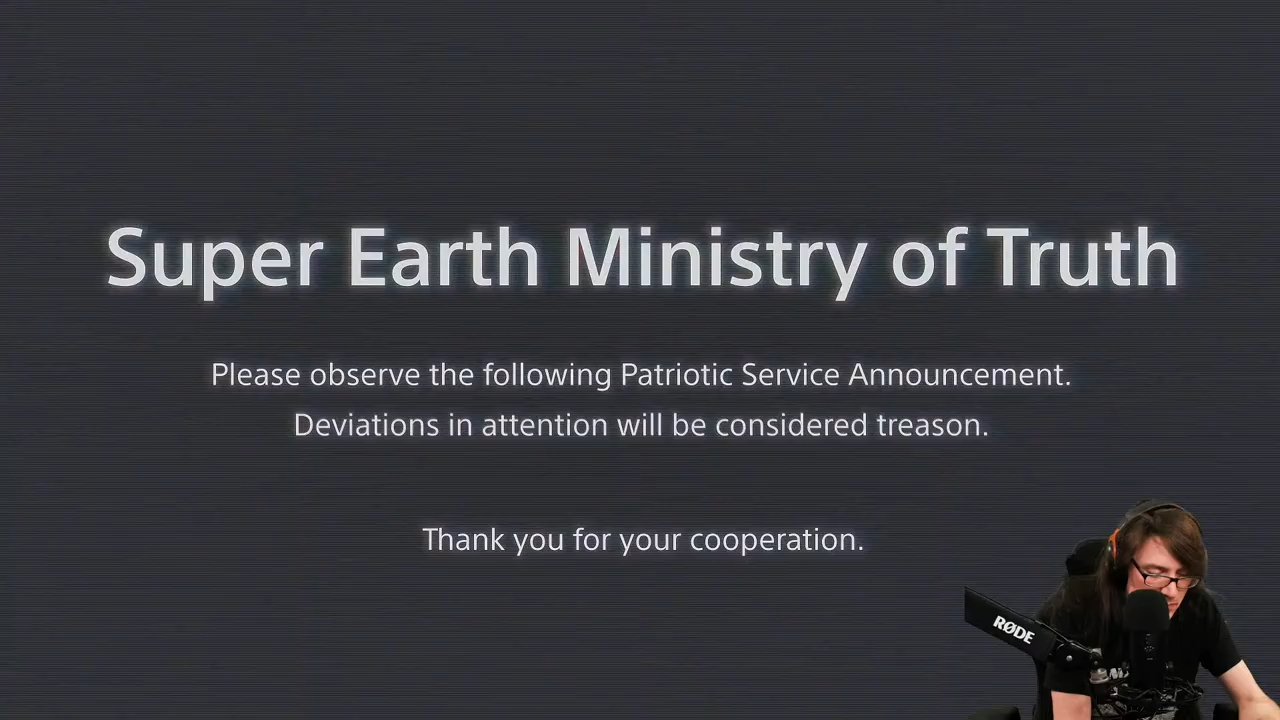 Super Earth Ministry of Truth
Please observe the following Patriotic Service Announcement.
Deviations in attention will be considered treason.
Thank you for your cooperation.
RØDE